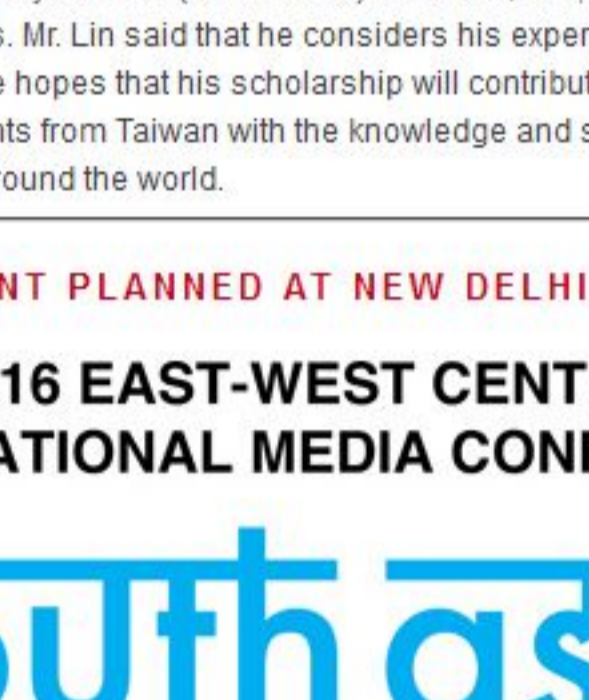 s. Mr. Lin said that he considers his exper
e hopes that his scholarship will contribut
nts from Taiwan with the knowledge and s
round the world.
NT PLANNED AT NEW DELHI
16 EAST-WEST CENT
ATIONAL MEDIA CON
outh as